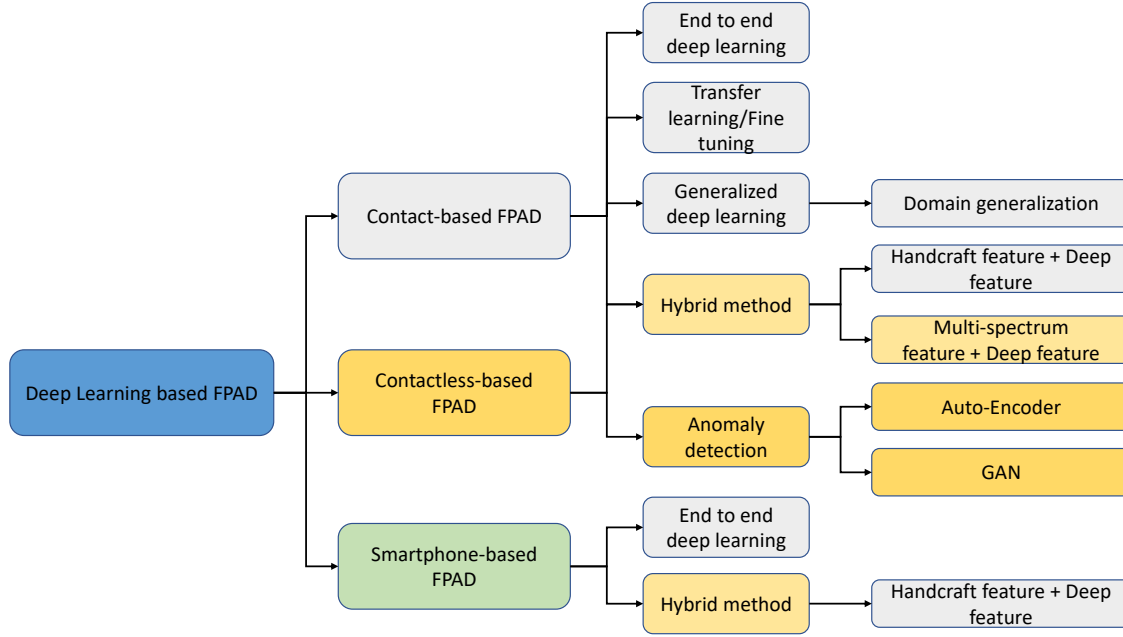 End to end
deep learning
Transfer
learning/Fine
tuning
Contact-based FPAD
Generalized
deep learning
Domain generalization
Handcraft feature + Deep
feature
Hybrid method
Multi-spectrum
feature + Deep feature
Deep Learning based FPAD
Contactless-based
FPAD
Anomaly
detection
Auto-Encoder
GAN
End to end
deep learning
Smartphone-based
FPAD
Hybrid method
Handcraft feature + Deep
feature